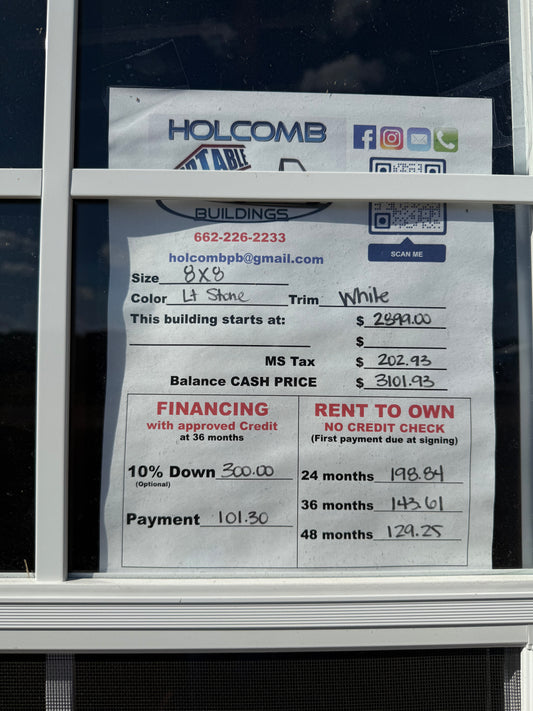 HOLCOMB
TABLE
BUILDINGS
662-226-2233
holcombpb@gmail.com
SCAN ME
Size 8X8
Color Lt Stone Trim White
This building starts at: $ 2899.00
$
MS Tax $ 202.93
Balance CASH PRICE $ 3101.93
FINANCING
with approved Credit
at 36 months
10% Down 300.00
(Optional)
Payment 101.30
RENT TO OWN
NO CREDIT CHECK
(First payment due at signing)
24 months 198.84
36 months 143.61
48 months 129.25